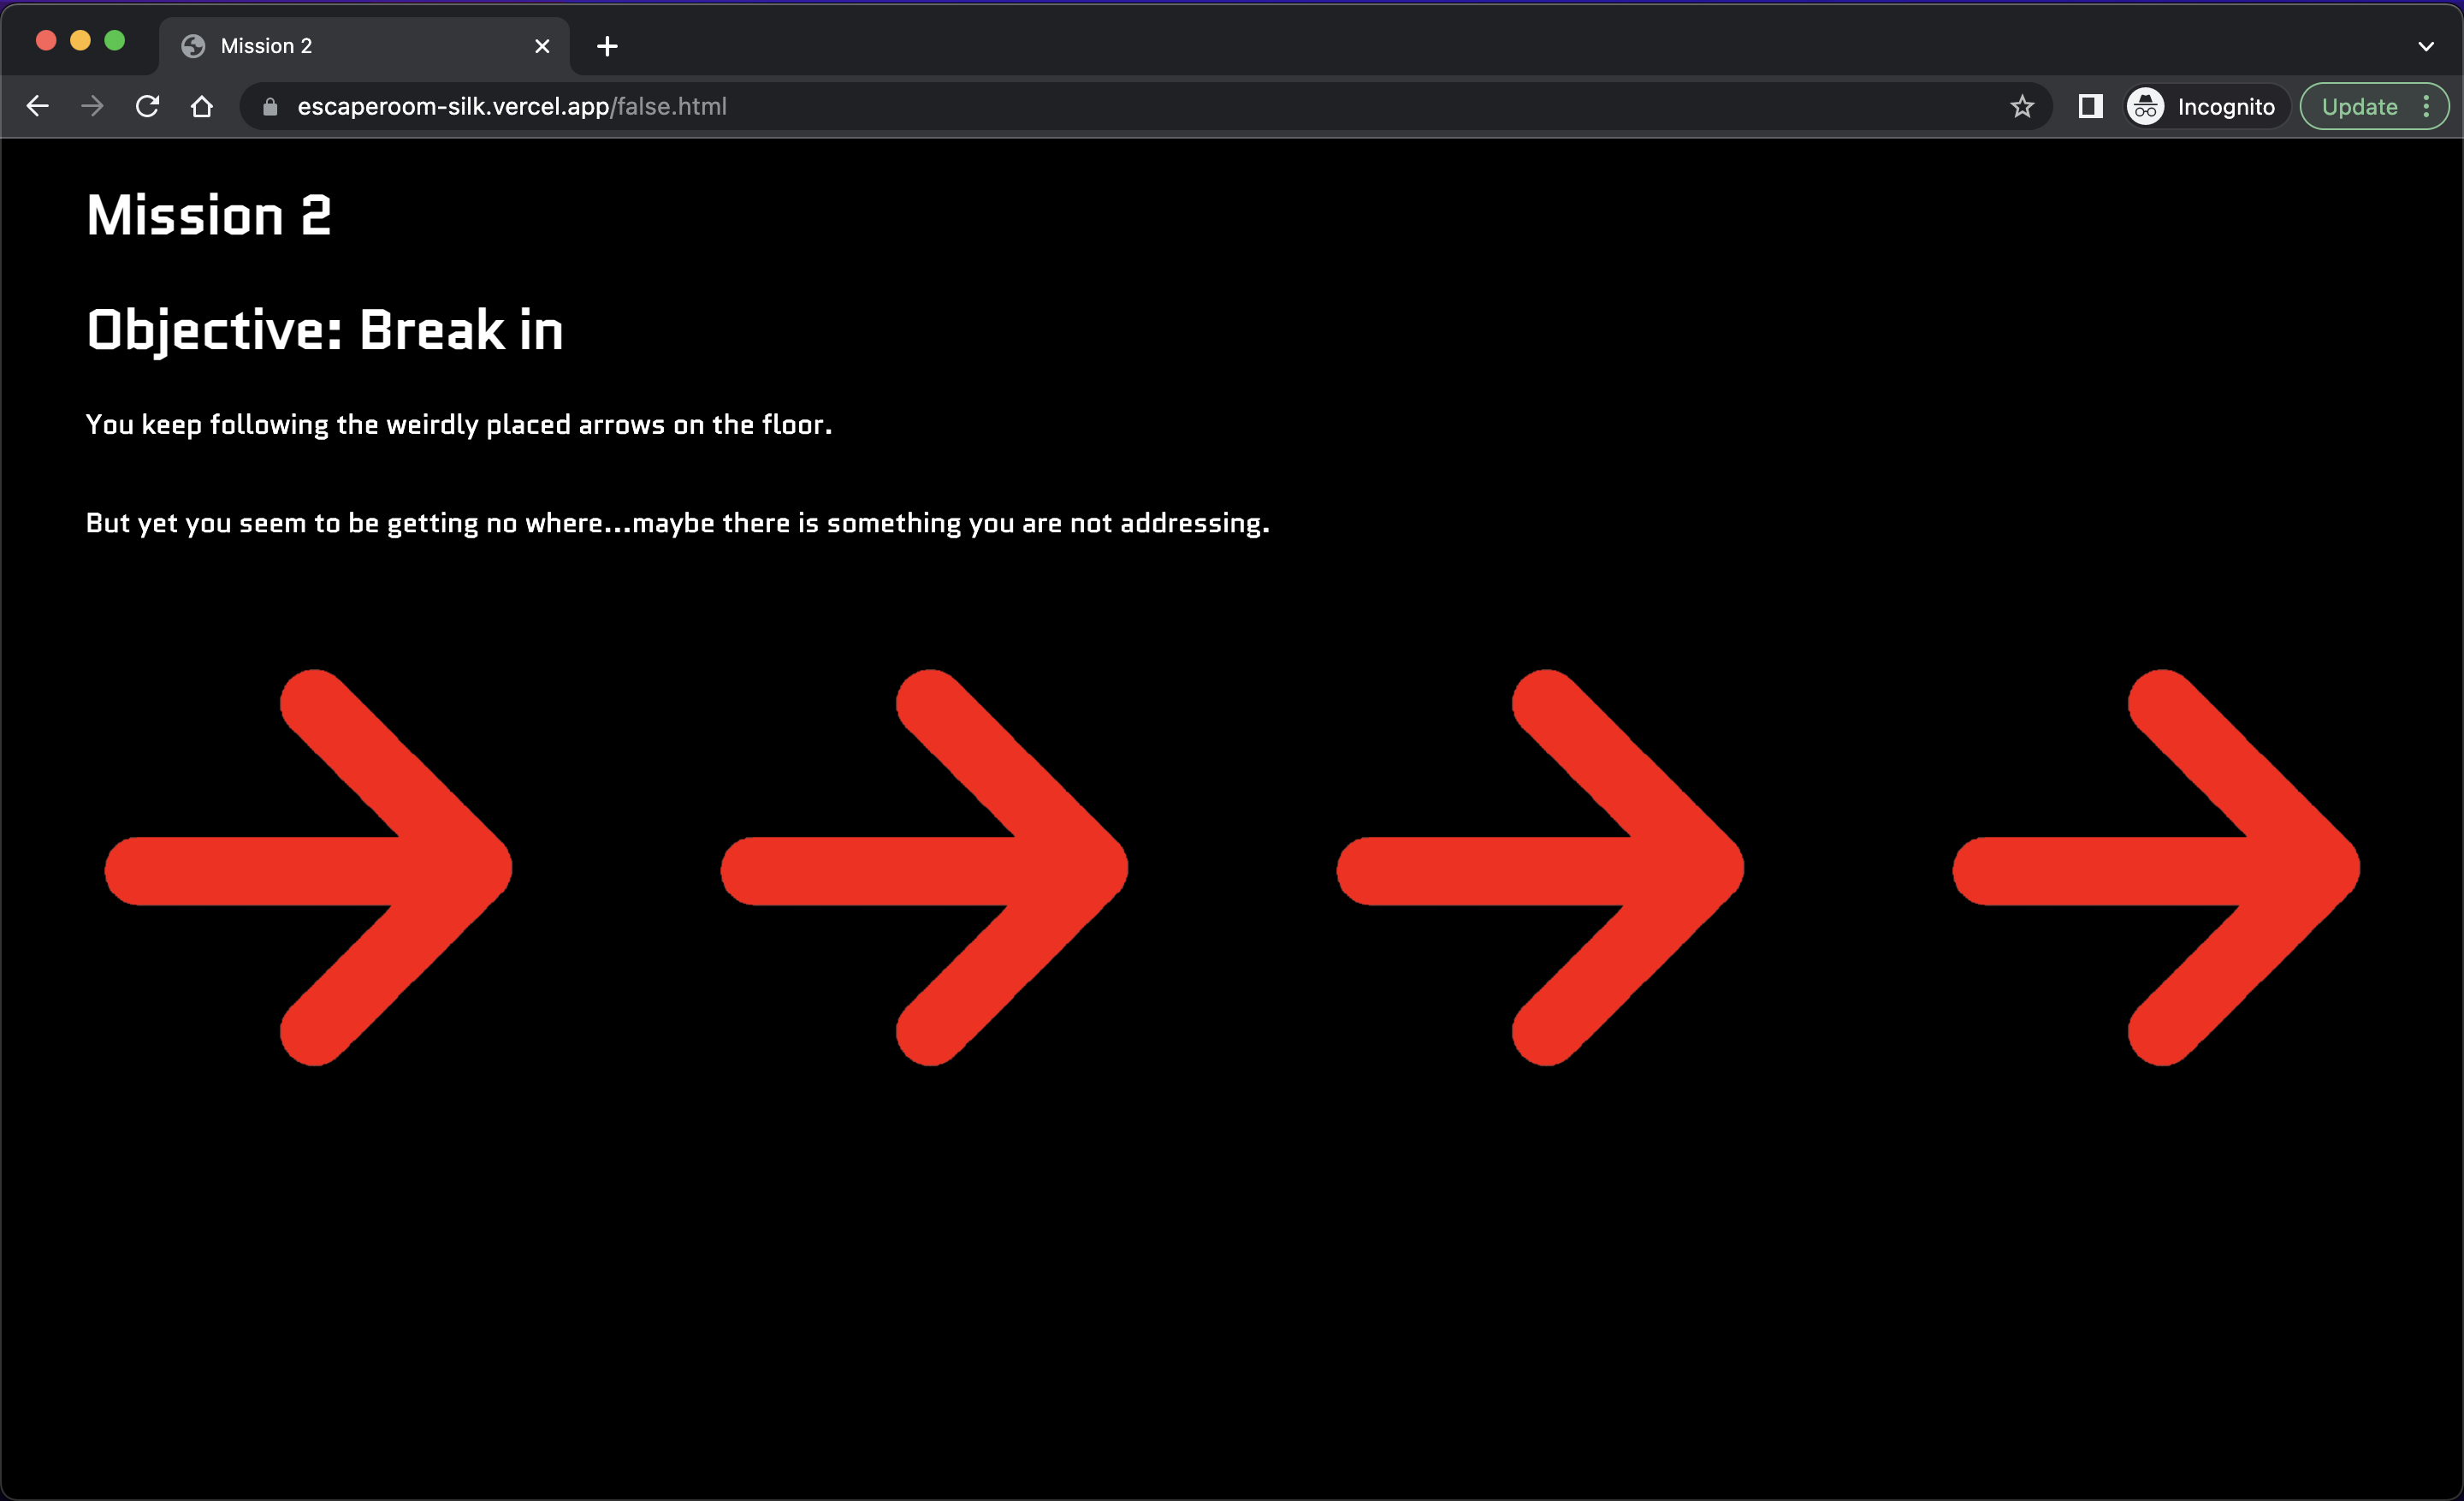 Mission 2
escaperoom-silk.vercel.app/false.html
Incognito
Update
Mission 2
Objective: Break in
You keep following the weirdly placed arrows on the floor.
But yet you seem to be getting no where...maybe there is something you are not addressing.